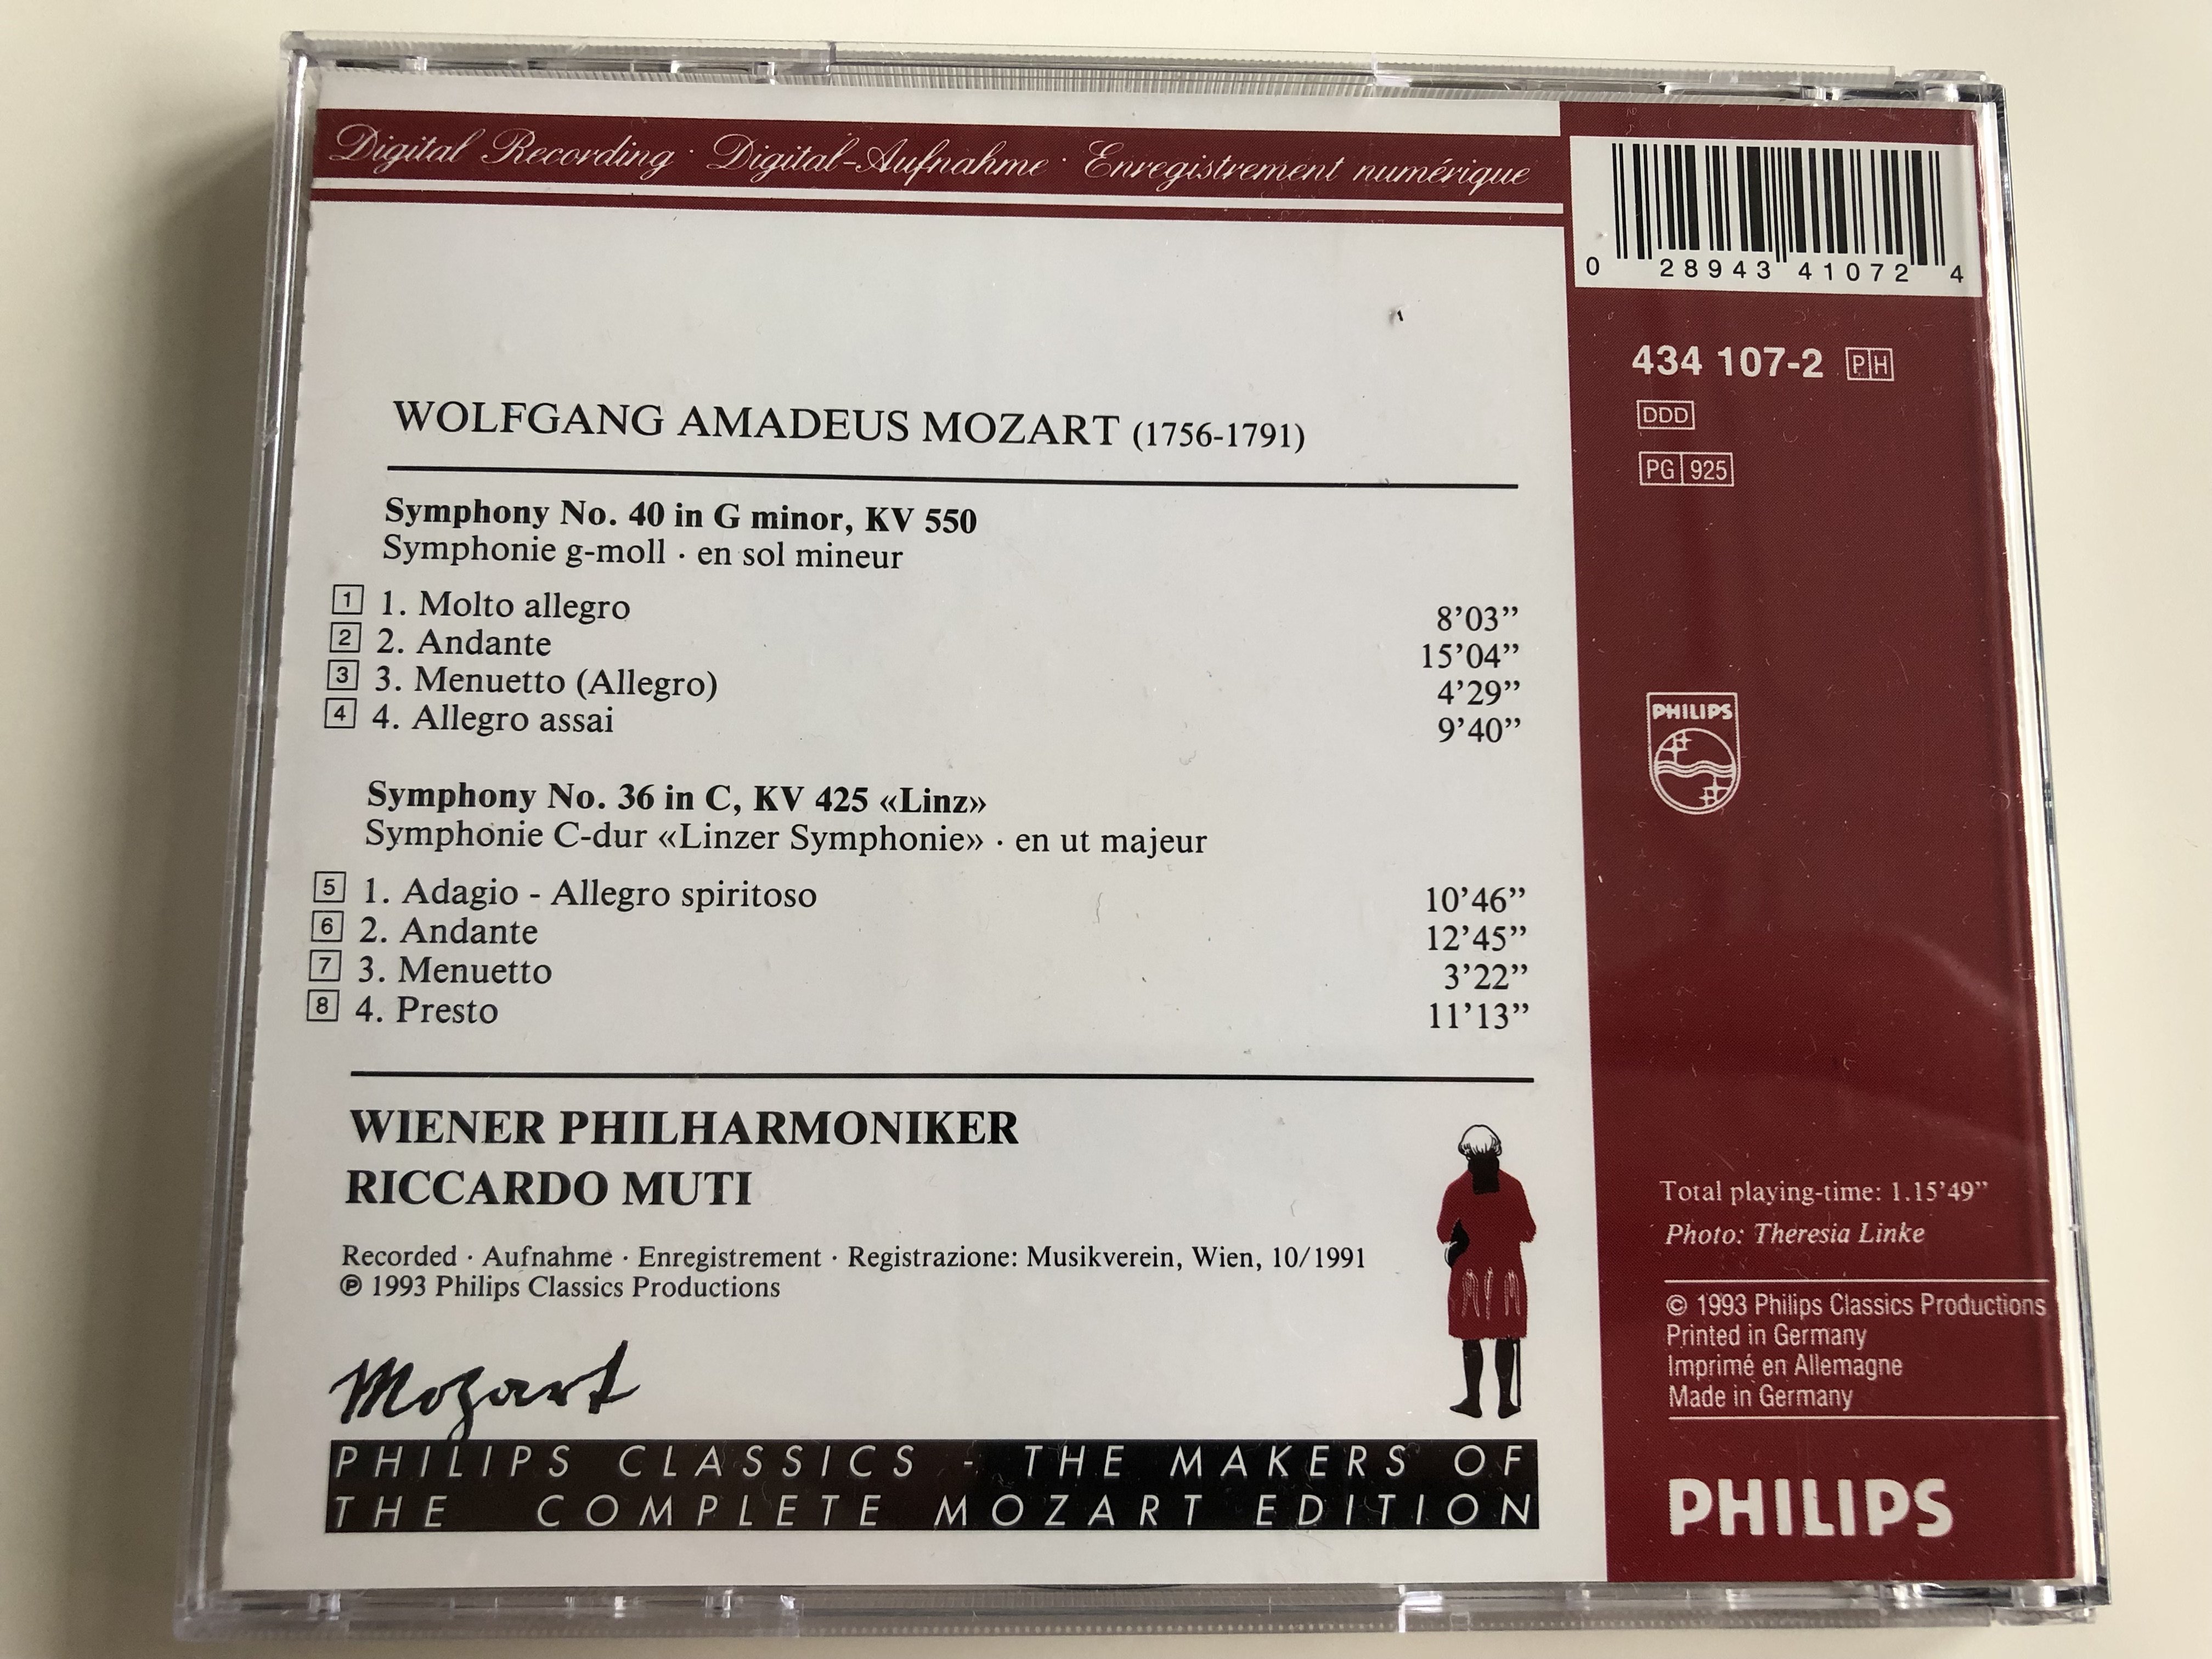 Digital Recording · Digital-Aufnahme · Enregistrement numérique
0 28943 41072 4
434 107-2 PH
DDD
PG 925
PHILIPS
WOLFGANG AMADEUS MOZART (1756-1791)
Symphony No. 40 in G minor, KV 550
Symphonie g-moll · en sol mineur
1 1. Molto allegro 8’03”
2 2. Andante 15’04”
3 3. Menuetto (Allegro) 4’29”
4 4. Allegro assai 9’40”
Symphony No. 36 in C, KV 425 «Linz»
Symphonie C-dur «Linzer Symphonie» · en ut majeur
5 1. Adagio - Allegro spiritoso 10’46”
6 2. Andante 12’45”
7 3. Menuetto 3’22”
8 4. Presto 11’13”
WIENER PHILHARMONIKER
RICCARDO MUTI
Recorded · Aufnahme · Enregistrement · Registrazione: Musikverein, Wien, 10/1991
℗ 1993 Philips Classics Productions
Mozart
PHILIPS CLASSICS - THE MAKERS OF
THE COMPLETE MOZART EDITION
Total playing-time: 1.15’49”
Photo: Theresia Linke
© 1993 Philips Classics Productions
Printed in Germany
Imprimé en Allemagne
Made in Germany
PHILIPS